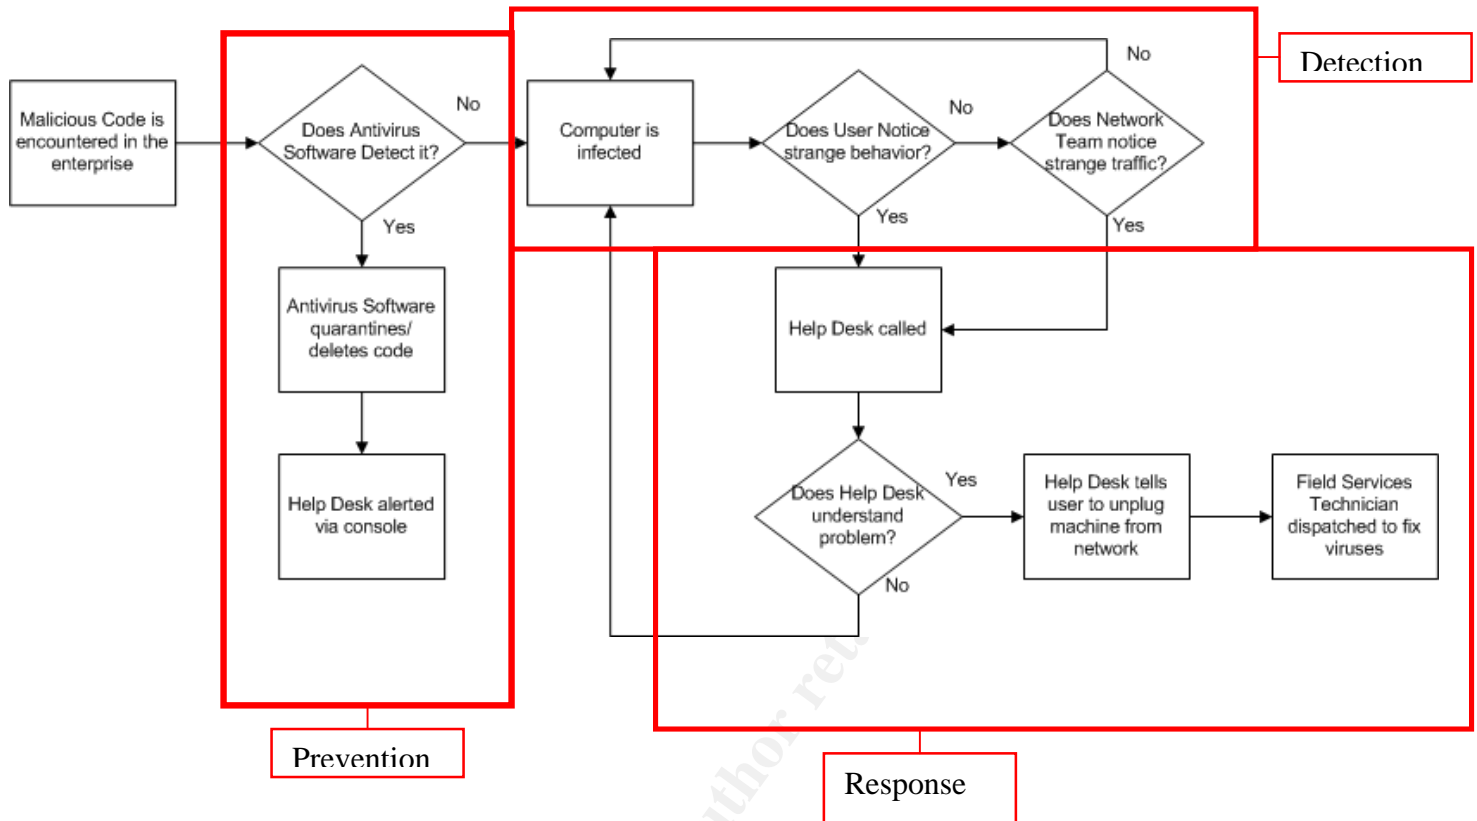 Malicious Code is
encountered in the
enterprise
Does Antivirus
Software Detect it?
No
Yes
Antivirus Software
quarantines/
deletes code
Help Desk alerted
via console
Prevention
Computer is
infected
Does User Notice
strange behavior?
No
Yes
Does Network
Team notice
strange traffic?
No
Yes
Detection
Help Desk called
Does Help Desk
understand
problem?
Yes
No
Help Desk tells
user to unplug
machine from
network
Field Services
Technician
dispatched to fix
viruses
Response